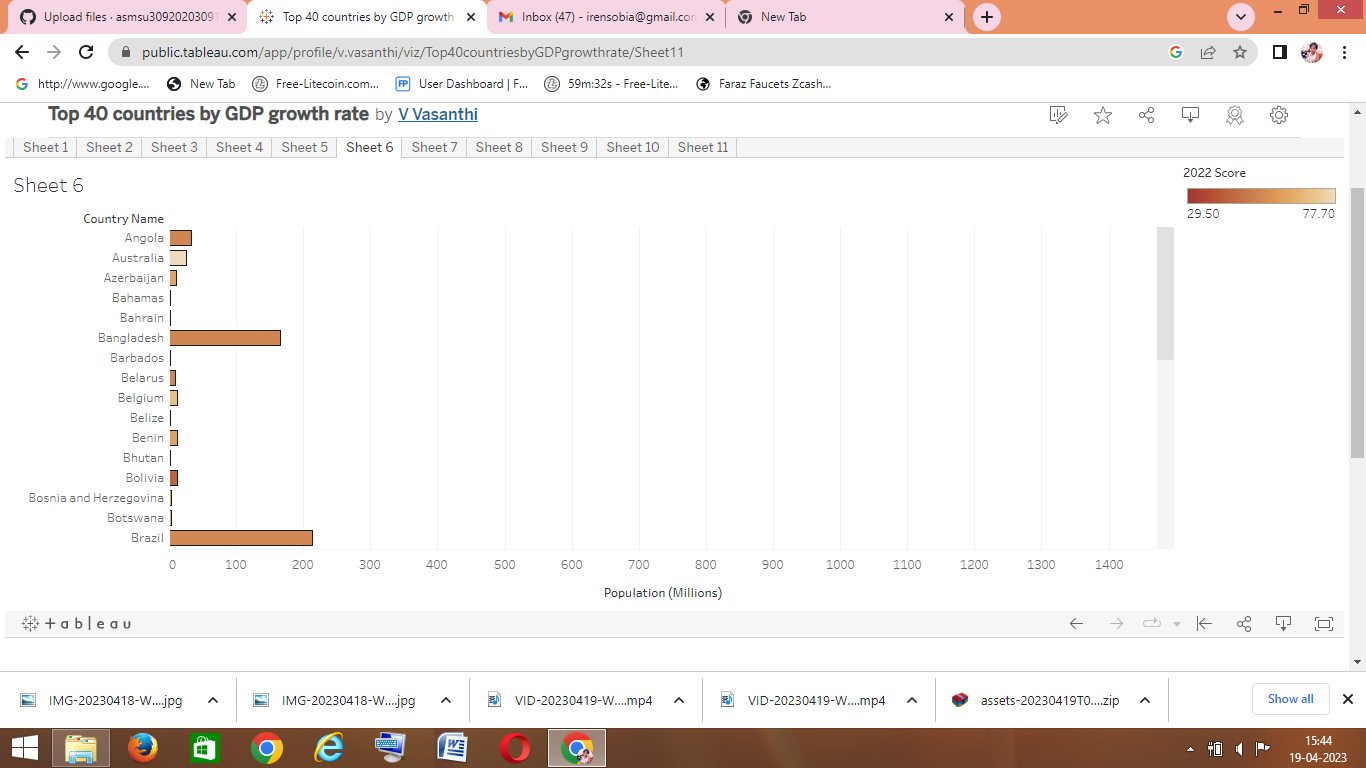 Upload files · asmsu30920203091
Top 40 countries by GDP growth
Inbox (47) - irensobia@gmail.com
New Tab
public.tableau.com/app/profile/v.vasanthi/viz/Top40countriesbyGDPgrowthrate/Sheet11
http://www.google....
New Tab
Free-Litecoin.com...
User Dashboard | F...
59m:32s - Free-Lite...
Faraz Faucets Zcash...
Top 40 countries by GDP growth rate by V Vasanthi
Sheet 1 Sheet 2 Sheet 3 Sheet 4 Sheet 5 Sheet 6 Sheet 7 Sheet 8 Sheet 9 Sheet 10 Sheet 11
Sheet 6
2022 Score
29.50 77.70
Country Name
Angola
Australia
Azerbaijan
Bahamas
Bahrain
Bangladesh
Barbados
Belarus
Belgium
Belize
Benin
Bhutan
Bolivia
Bosnia and Herzegovina
Botswana
Brazil
0 100 200 300 400 500 600 700 800 900 1000 1100 1200 1300 1400
Population (Millions)
+ableau
IMG-20230418-W....jpg
IMG-20230418-W....jpg
VID-20230419-W....mp4
VID-20230419-W....mp4
assets-20230419T0....zip
Show all
15:44
19-04-2023